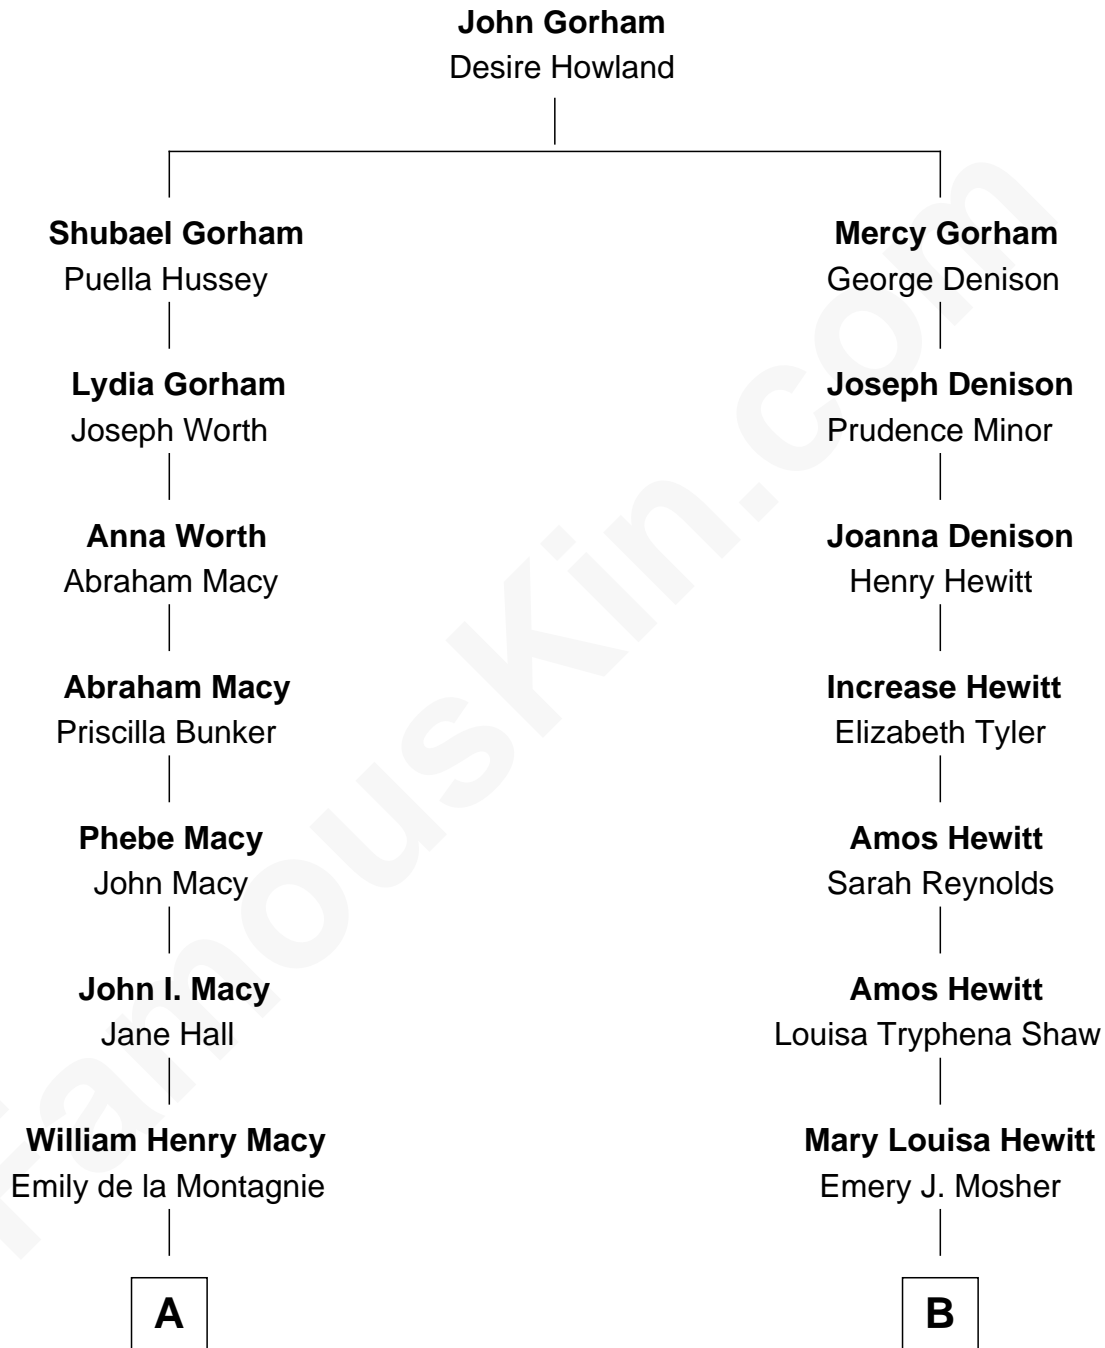 John Gorham
Desire Howland
Shubael Gorham
Puella Hussey
Mercy Gorham
George Denison
Lydia Gorham
Joseph Worth
Joseph Denison
Prudence Minor
Anna Worth
Abraham Macy
Joanna Denison
Henry Hewitt
Abraham Macy
Priscilla Bunker
Increase Hewitt
Elizabeth Tyler
Phebe Macy
John Macy
Amos Hewitt
Sarah Reynolds
John I. Macy
Jane Hall
Amos Hewitt
Louisa Tryphena Shaw
William Henry Macy
Emily de la Montagnie
Mary Louisa Hewitt
Emery J. Mosher
A
B
FamousKin.com